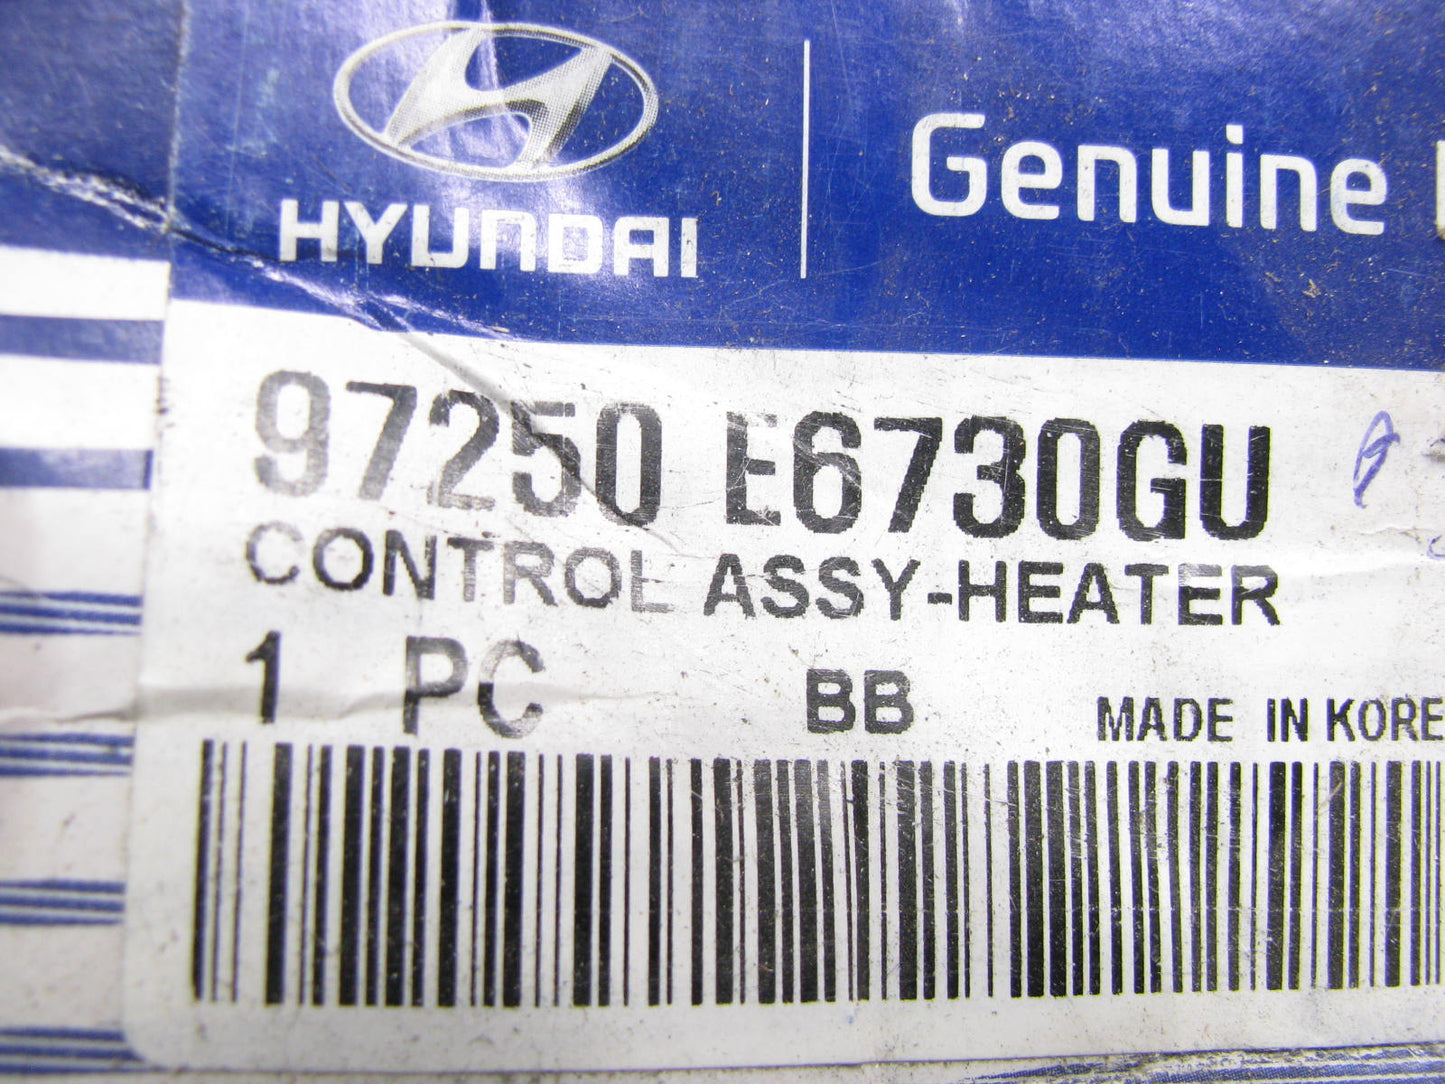 HYUNDAI
Genuine
97250 E6730GU
CONTROL ASSY-HEATER
1 PC BB MADE IN KORE